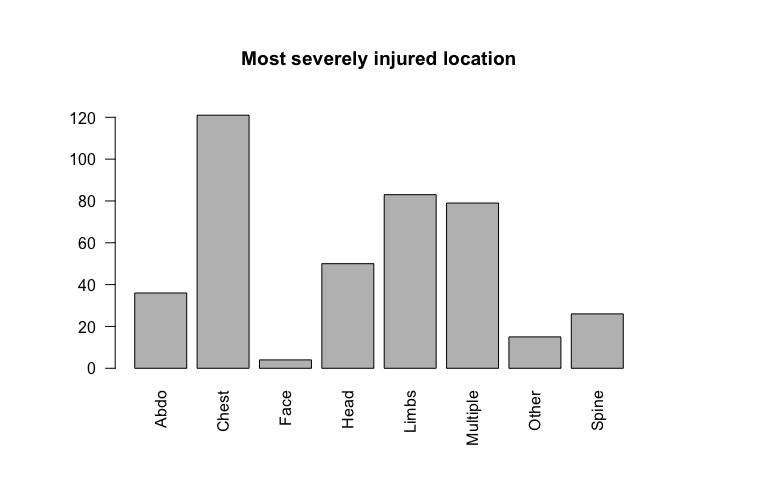 Most severely injured location
120
100
80
60
40
20
0
Abdo
Chest
Face
Head
Limbs
Multiple
Other
Spine